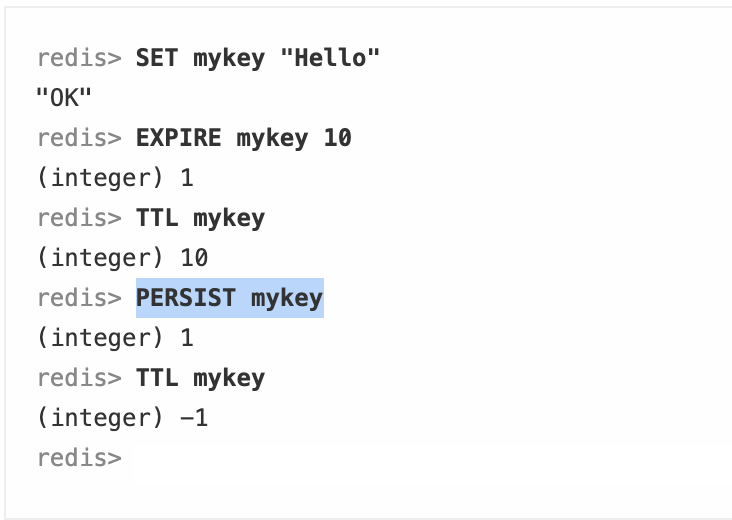 redis> SET mykey "Hello"
"OK"
redis> EXPIRE mykey 10
(integer) 1
redis> TTL mykey
(integer) 10
redis> PERSIST mykey
(integer) 1
redis> TTL mykey
(integer) -1
redis>